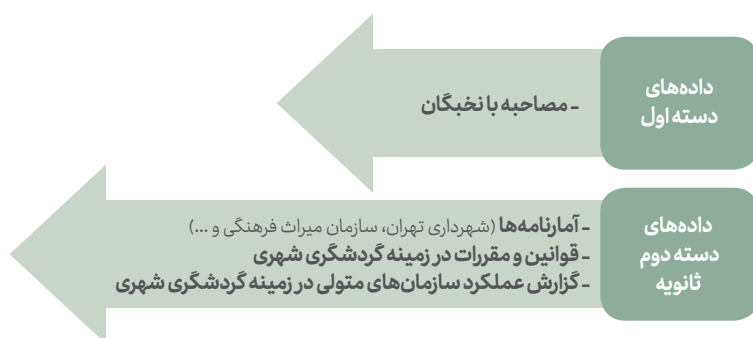 داده‌های
دسته اول
- مصاحبه با نخبگان
داده‌های
دسته دوم
ثانویه
- آمارنامه‌ها (شهرداری تهران، سازمان میراث فرهنگی و ...)
- قوانین و مقررات در زمینه گردشگری شهری
- گزارش عملکرد سازمان‌های متولی در زمینه گردشگری شهری